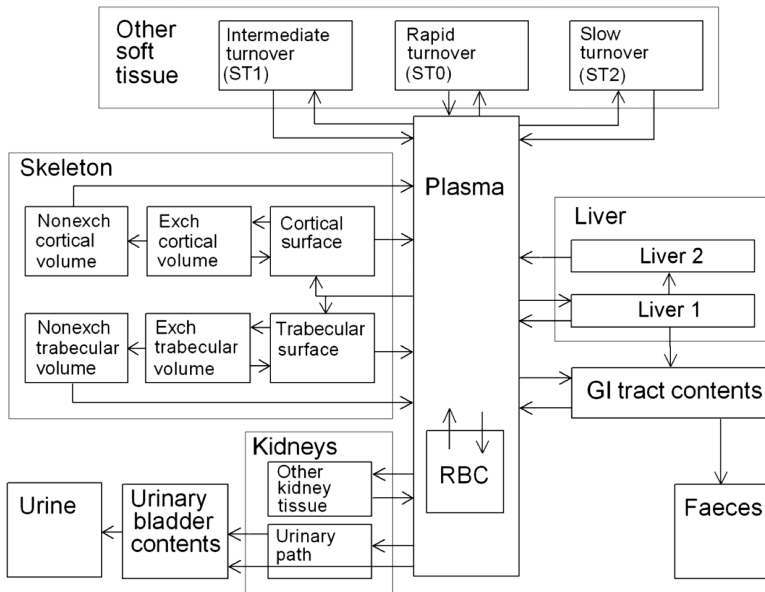 Other
soft
tissue
Intermediate
turnover
(ST1)
Rapid
turnover
(ST0)
Slow
turnover
(ST2)
Skeleton
Plasma
Nonexch
cortical
volume
Exch
cortical
volume
Cortical
surface
Liver
Liver 2
Liver 1
Nonexch
trabecular
volume
Exch
trabecular
volume
Trabecular
surface
GI tract contents
Kidneys
Other
kidney
tissue
RBC
Urine
Urinary
bladder
contents
Urinary
path
Faeces